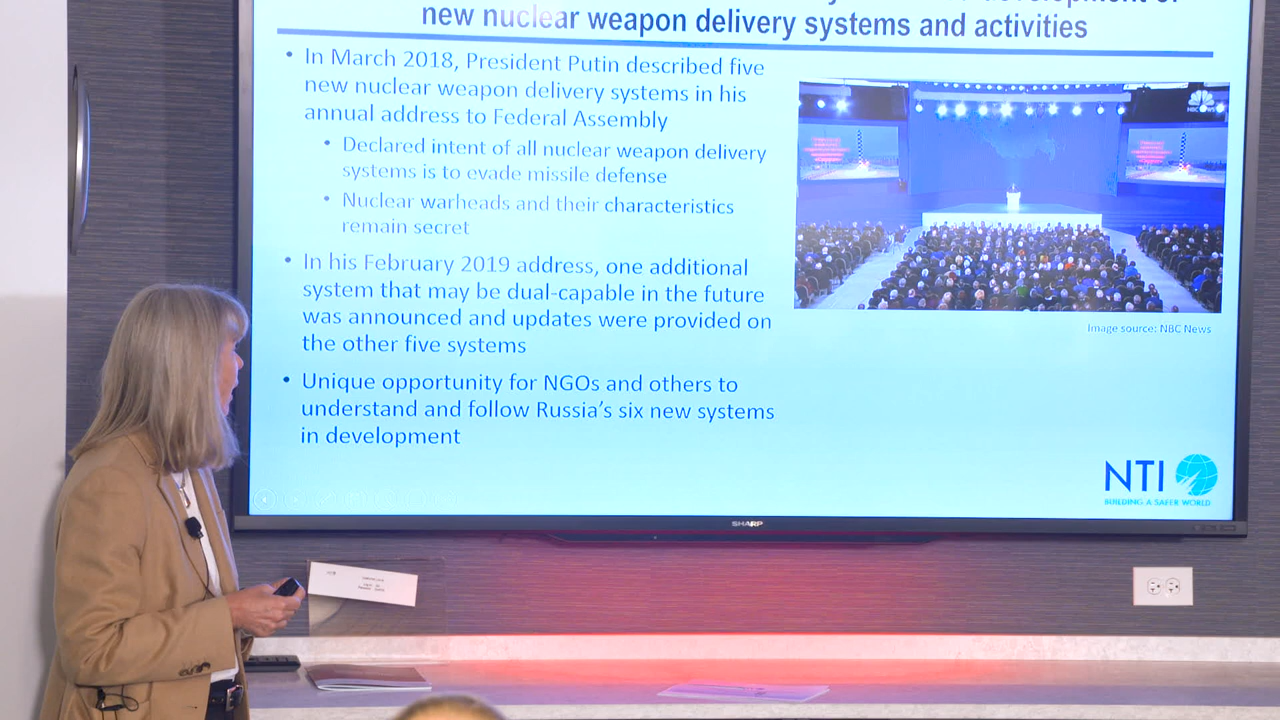 development of
new nuclear weapon delivery systems and activities
• In March 2018, President Putin described five
new nuclear weapon delivery systems in his
annual address to Federal Assembly
• Declared intent of all nuclear weapon delivery
systems is to evade missile defense
• Nuclear warheads and their characteristics
remain secret
• In his February 2019 address, one additional
system that may be dual-capable in the future
was announced and updates were provided on
the other five systems
• Unique opportunity for NGOs and others to
understand and follow Russia's six new systems
in development
NBC NEWS
Image source: NBC News
NTI
BUILDING A SAFER WORLD
SHARP